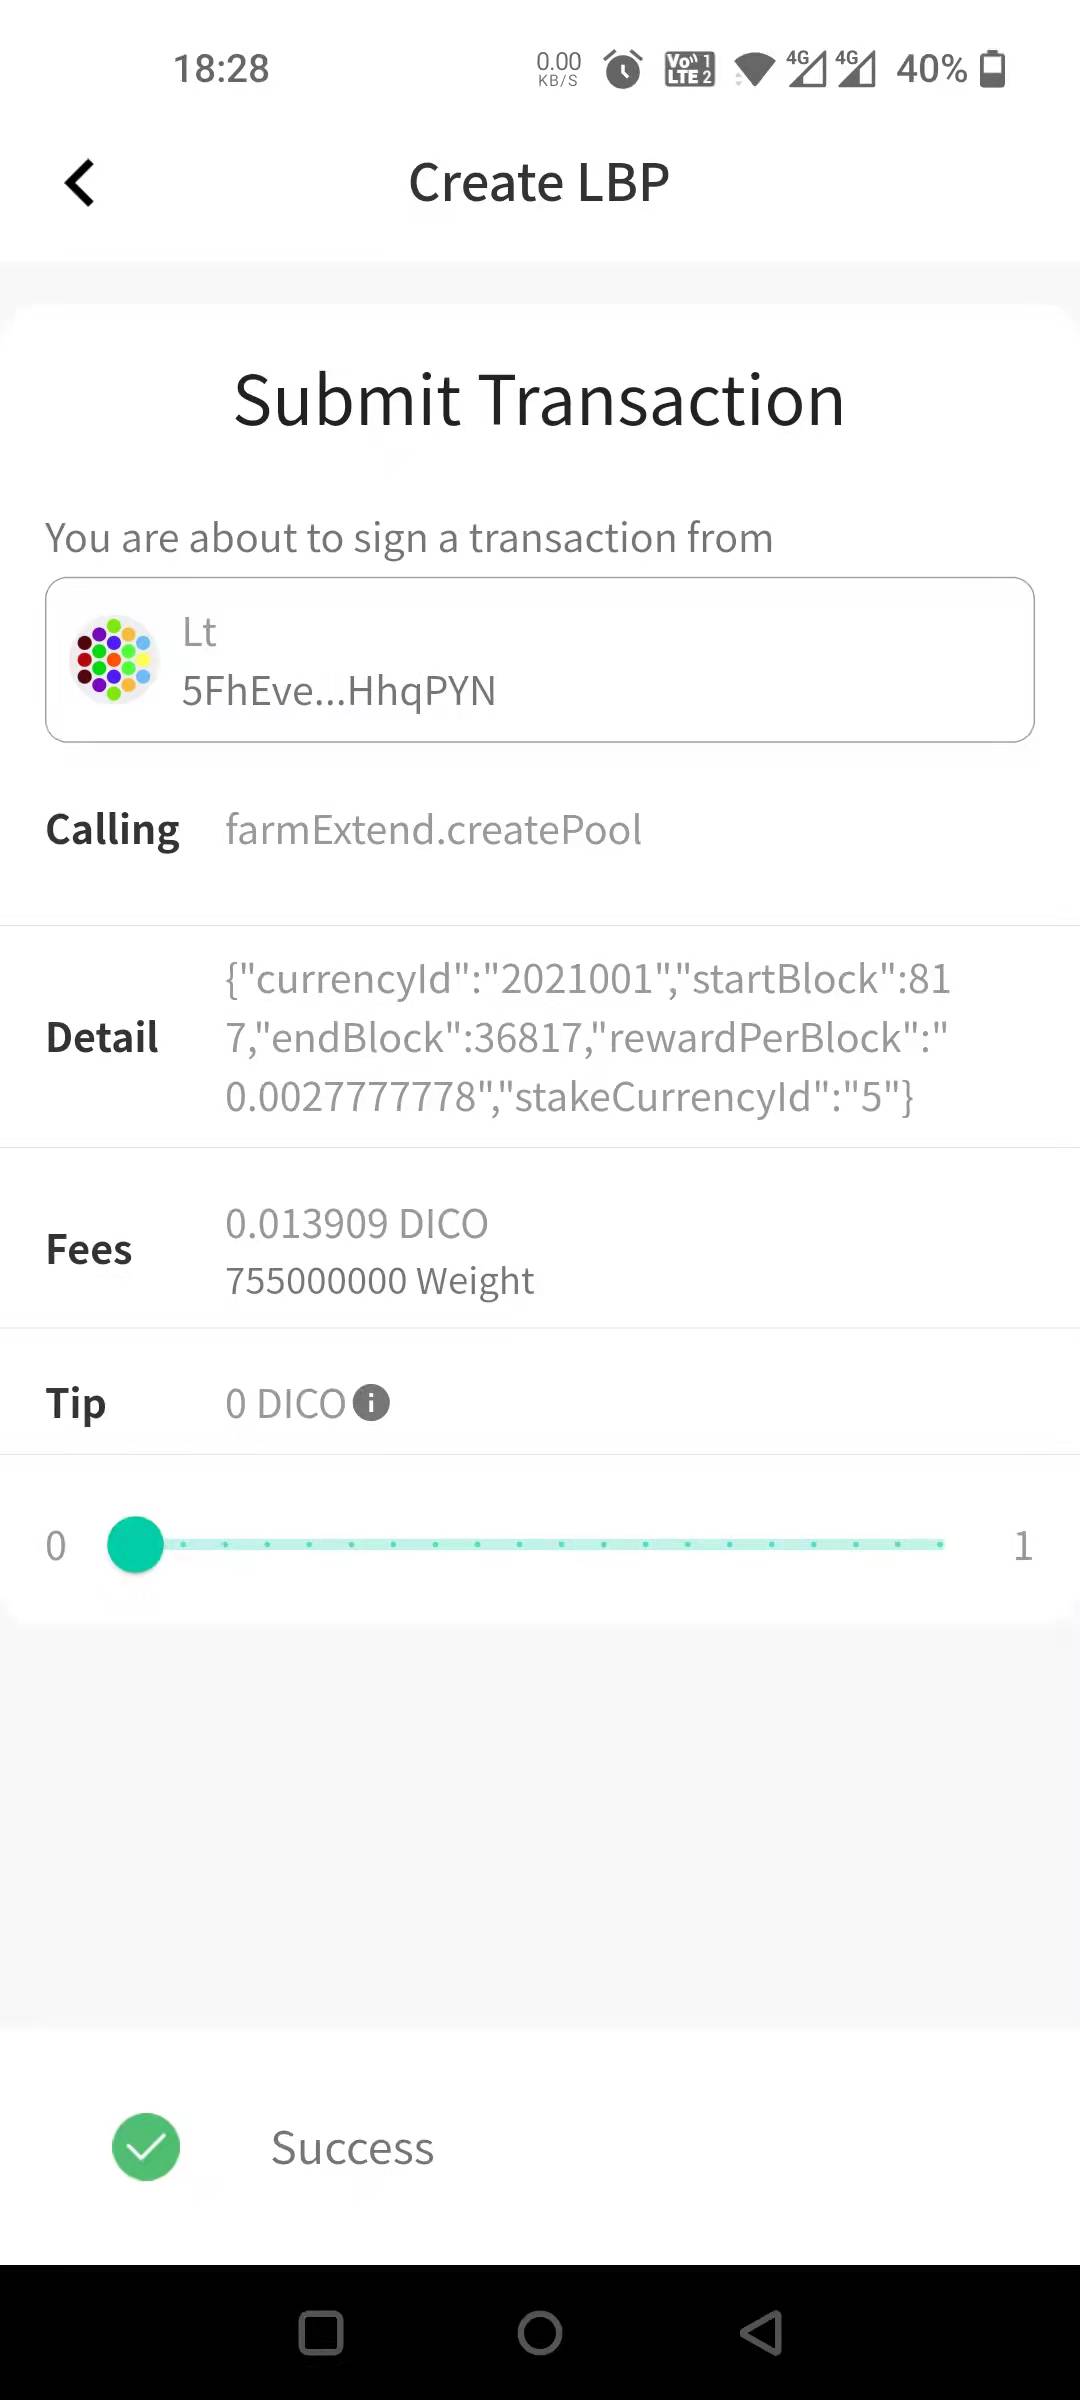 18:28
0.00
KB/S
Vo 1
LTE 2
4G
4G
40%
Create LBP
Submit Transaction
You are about to sign a transaction from
Lt
5FhEve...HhqPYN
Calling farmExtend.createPool
Detail
{"currencyId":"2021001","startBlock":81
7,"endBlock":36817,"rewardPerBlock":"
0.0027777778","stakeCurrencyId":"5"}
Fees
0.013909 DICO
755000000 Weight
Tip 0 DICO
0 1
Success